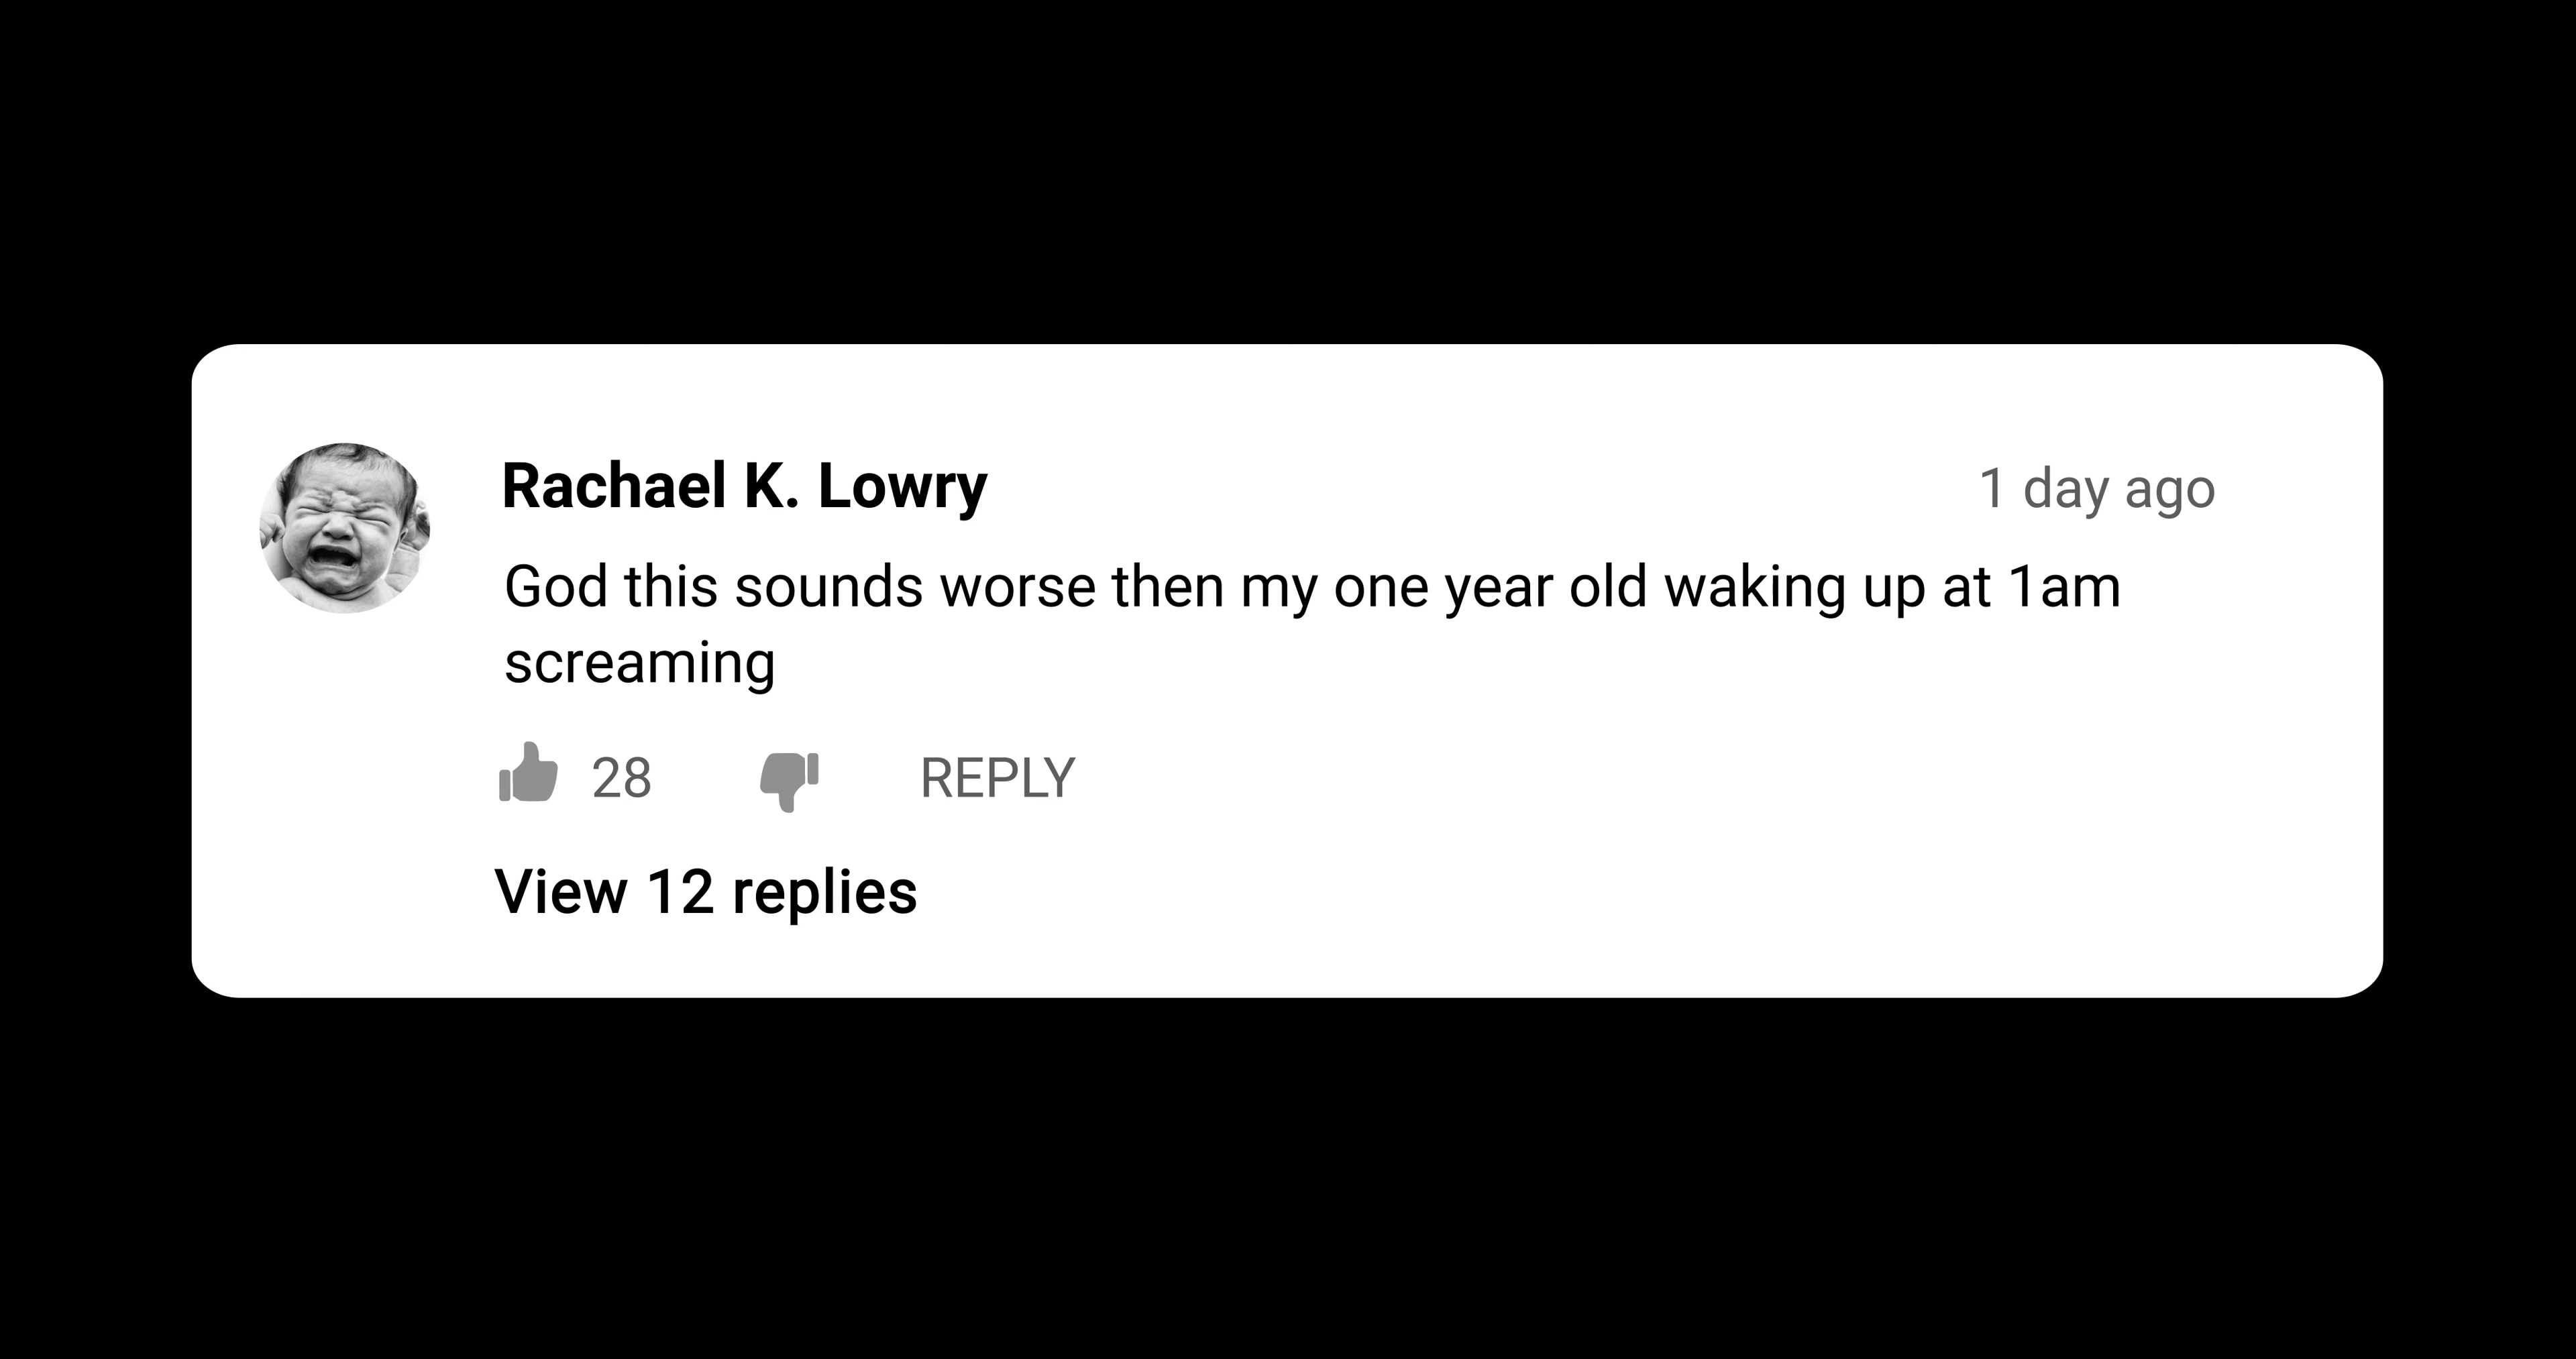 Rachael K. Lowry
1 day ago
God this sounds worse then my one year old waking up at 1am
screaming
28
REPLY
View 12 replies